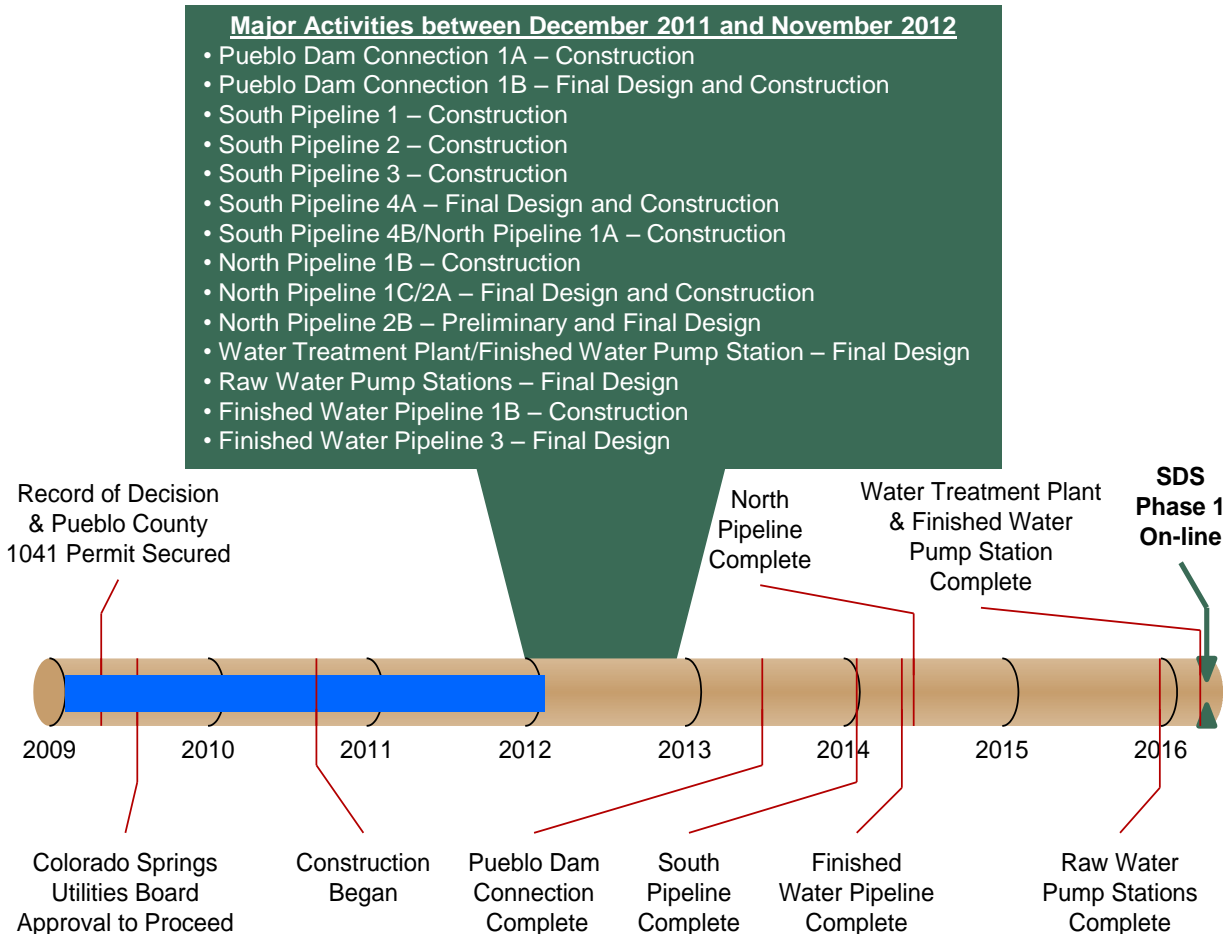 Major Activities between December 2011 and November 2012
• Pueblo Dam Connection 1A – Construction
• Pueblo Dam Connection 1B – Final Design and Construction
• South Pipeline 1 – Construction
• South Pipeline 2 – Construction
• South Pipeline 3 – Construction
• South Pipeline 4A – Final Design and Construction
• South Pipeline 4B/North Pipeline 1A – Construction
• North Pipeline 1B – Construction
• North Pipeline 1C/2A – Final Design and Construction
• North Pipeline 2B – Preliminary and Final Design
• Water Treatment Plant/Finished Water Pump Station – Final Design
• Raw Water Pump Stations – Final Design
• Finished Water Pipeline 1B – Construction
• Finished Water Pipeline 3 – Final Design
Record of Decision
& Pueblo County
1041 Permit Secured
North
Pipeline
Complete
Water Treatment Plant
& Finished Water
Pump Station
Complete
SDS
Phase 1
On-line
2009 2010 2011 2012 2013 2014 2015 2016
Colorado Springs
Utilities Board
Approval to Proceed
Construction
Began
Pueblo Dam
Connection
Complete
South
Pipeline
Complete
Finished
Water Pipeline
Complete
Raw Water
Pump Stations
Complete